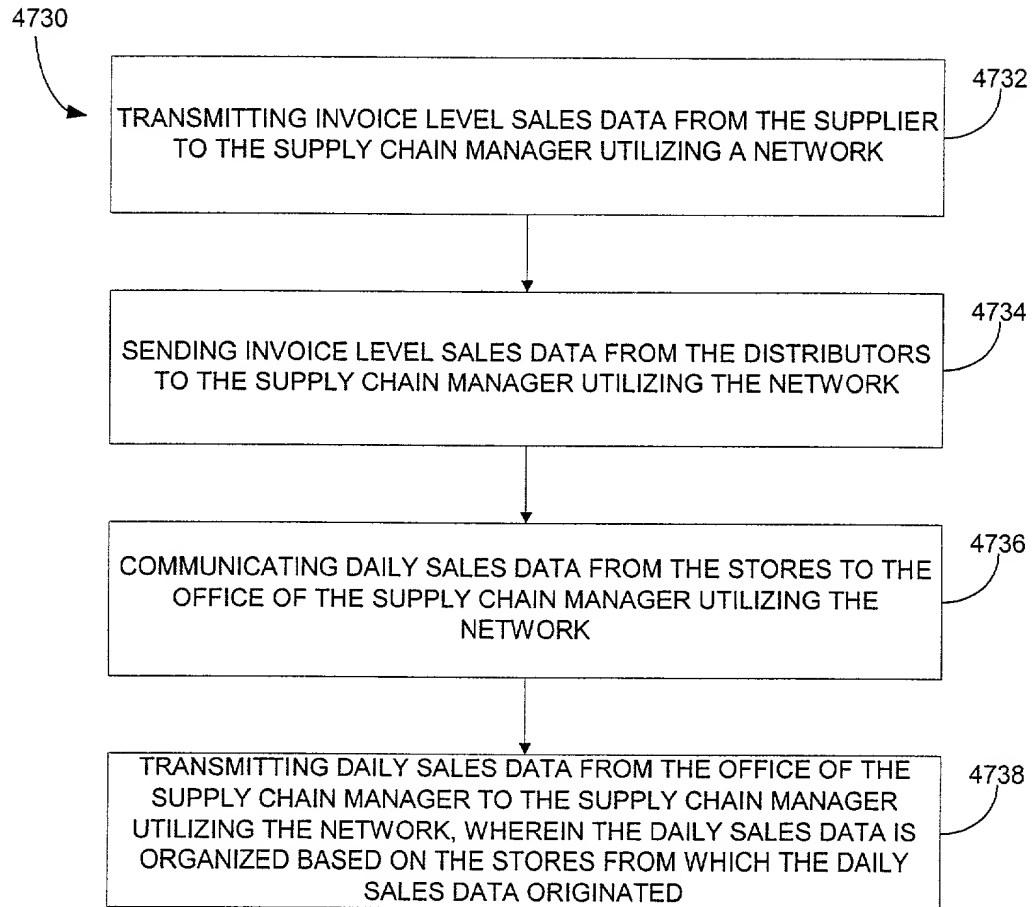 4730
4732
TRANSMITTING INVOICE LEVEL SALES DATA FROM THE SUPPLIER
TO THE SUPPLY CHAIN MANAGER UTILIZING A NETWORK
4734
SENDING INVOICE LEVEL SALES DATA FROM THE DISTRIBUTORS
TO THE SUPPLY CHAIN MANAGER UTILIZING THE NETWORK
4736
COMMUNICATING DAILY SALES DATA FROM THE STORES TO THE
OFFICE OF THE SUPPLY CHAIN MANAGER UTILIZING THE
NETWORK
4738
TRANSMITTING DAILY SALES DATA FROM THE OFFICE OF THE
SUPPLY CHAIN MANAGER TO THE SUPPLY CHAIN MANAGER
UTILIZING THE NETWORK, WHEREIN THE DAILY SALES DATA IS
ORGANIZED BASED ON THE STORES FROM WHICH THE DAILY
SALES DATA ORIGINATED